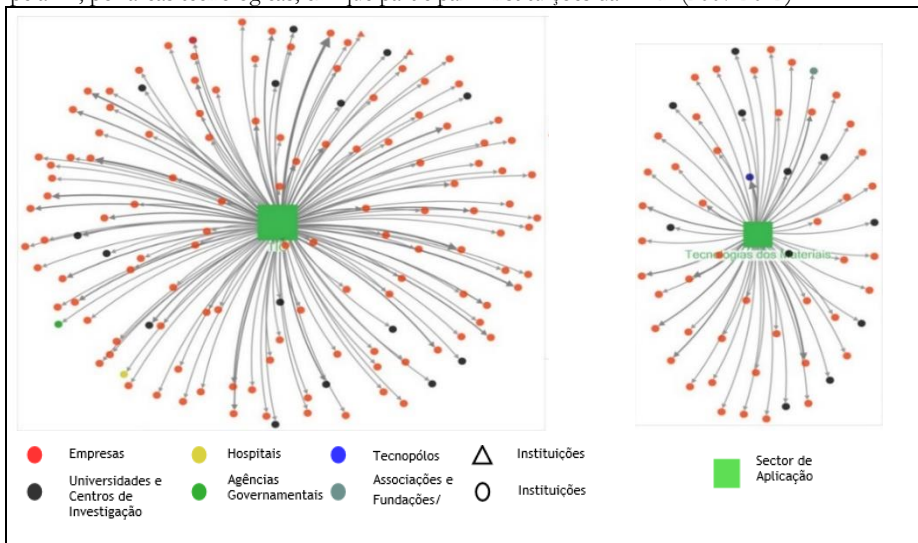 (
)
TIC
Tecnologias dos Materiais
Empresas
Hospitais
Tecnopólos
Instituições
Universidades e
Centros de
Investigação
Agências
Governamentais
Associações e
Fundações/
Instituições
Sector de
Aplicação